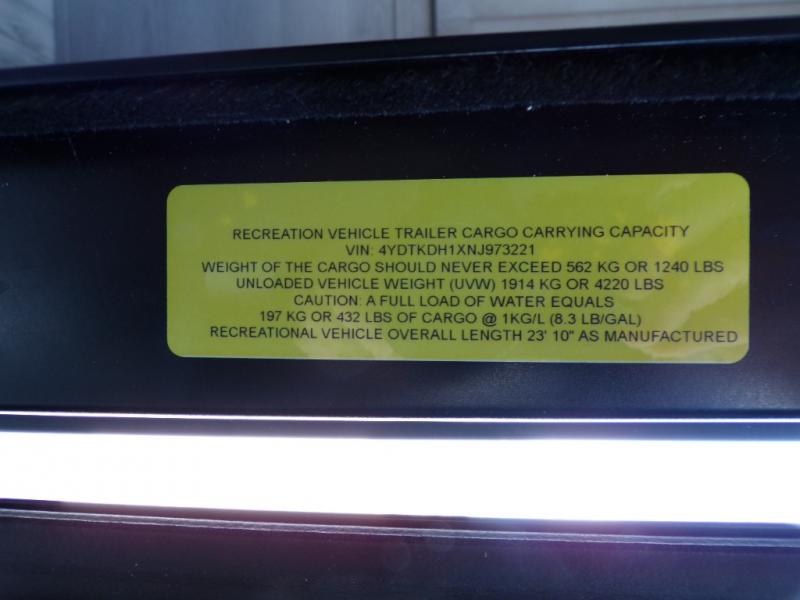 RECREATION VEHICLE TRAILER CARGO CARRYING CAPACITY
VIN: 4YDTKDH1XNJ973221
WEIGHT OF THE CARGO SHOULD NEVER EXCEED 562 KG OR 1240 LBS
UNLOADED VEHICLE WEIGHT (UVW) 1914 KG OR 4220 LBS
CAUTION: A FULL LOAD OF WATER EQUALS
197 KG OR 432 LBS OF CARGO @ 1KG/L (8.3 LB/GAL)
RECREATIONAL VEHICLE OVERALL LENGTH 23' 10" AS MANUFACTURED